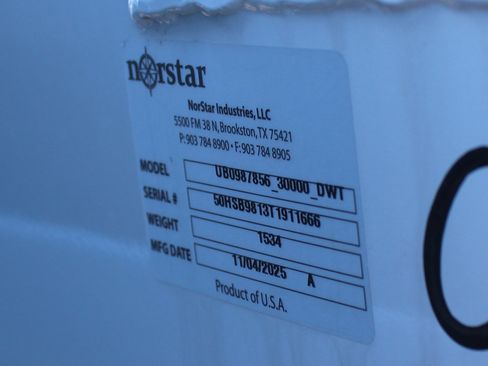 norstar
NorStar Industries, LLC
5500 FM 38 N, Brookston, TX 75421
P: 903 784 8900 • F: 903 784 8905
MODEL UB0987856_30000_DWT
SERIAL # 50HSB9813T1911666
WEIGHT 1534
MFG DATE 11/04/2025 A
Product of U.S.A.